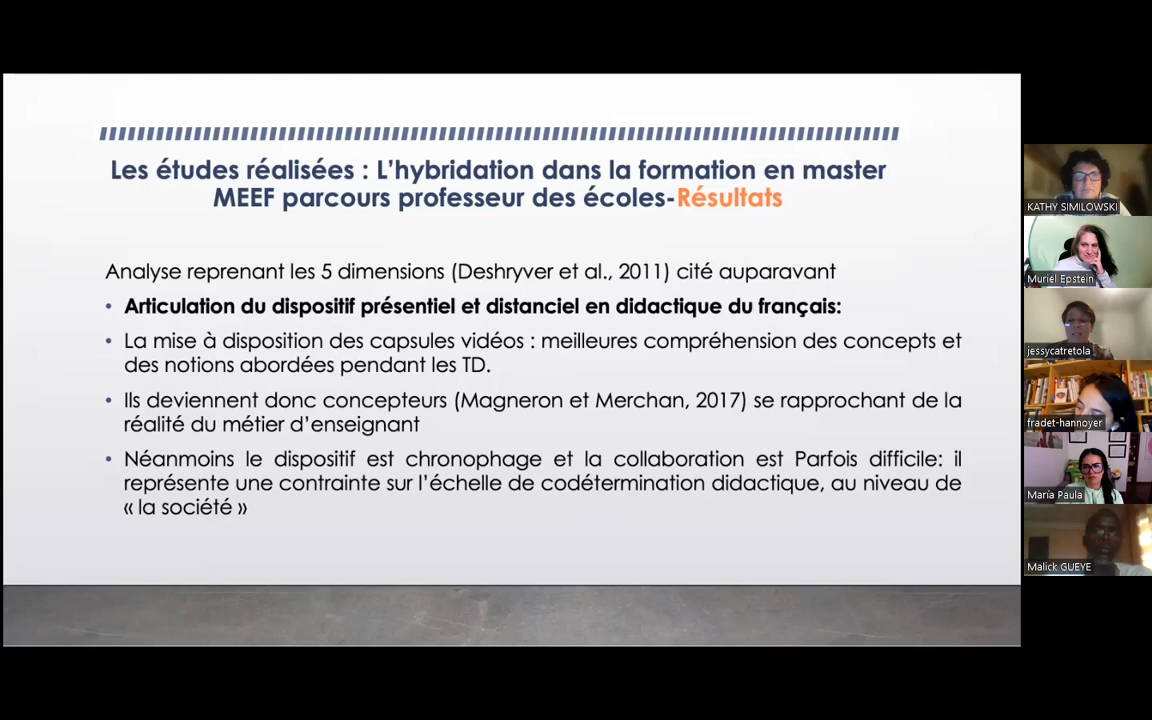 Les études réalisées : L’hybridation dans la formation en master
MEEF parcours professeur des écoles-Résultats
Analyse reprenant les 5 dimensions (Deshryver et al., 2011) cité auparavant
• Articulation du dispositif présentiel et distanciel en didactique du français:
• La mise à disposition des capsules vidéos : meilleures compréhension des concepts et
des notions abordées pendant les TD.
• Ils deviennent donc concepteurs (Magneron et Merchan, 2017) se rapprochant de la
réalité du métier d’enseignant
• Néanmoins le dispositif est chronophage et la collaboration est Parfois difficile: il
représente une contrainte sur l’échelle de codétermination didactique, au niveau de
« la société »
KATHY SIMILOWSKI
Muriel Epstein
jessycatretola
fradet-hannoyer
María Paula
Malick GUEYE